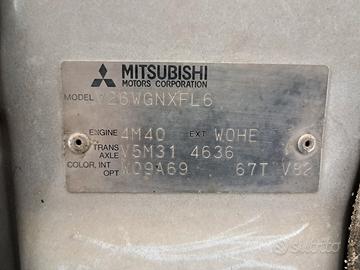 MITSUBISHI
MOTORS CORPORATION
MODEL V26WGNXFL6
ENGINE 4M40 EXT W0HE
TRANS AXLE V5M31 4636
COLOR, INT OPT K09A69 67T V82
subito